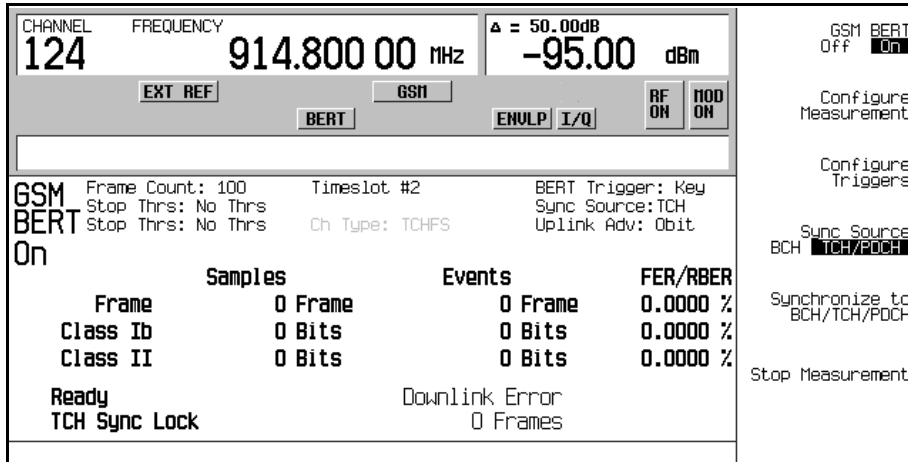 CHANNEL FREQUENCY Δ = 50.00dB
124 914.800 00 MHz -95.00 dBm
EXT REF GSM RF ON MOD ON
BERT ENVLP I/Q
GSM BERT On
Frame Count: 100 Timeslot #2 BERT Trigger: Key
Stop Thrs: No Thrs Sync Source:TCH
Stop Thrs: No Thrs Ch Type: TCHFS Uplink Adv: 0bit
Samples Events FER/RBER
Frame 0 Frame 0 Frame 0.0000 %
Class Ib 0 Bits 0 Bits 0.0000 %
Class II 0 Bits 0 Bits 0.0000 %
Ready Downlink Error
TCH Sync Lock 0 Frames
GSM BERT
Off On
Configure
Measurement
Configure
Triggers
Sync Source
BCH TCH/PDCH
Synchronize to
BCH/TCH/PDCH
Stop Measurement